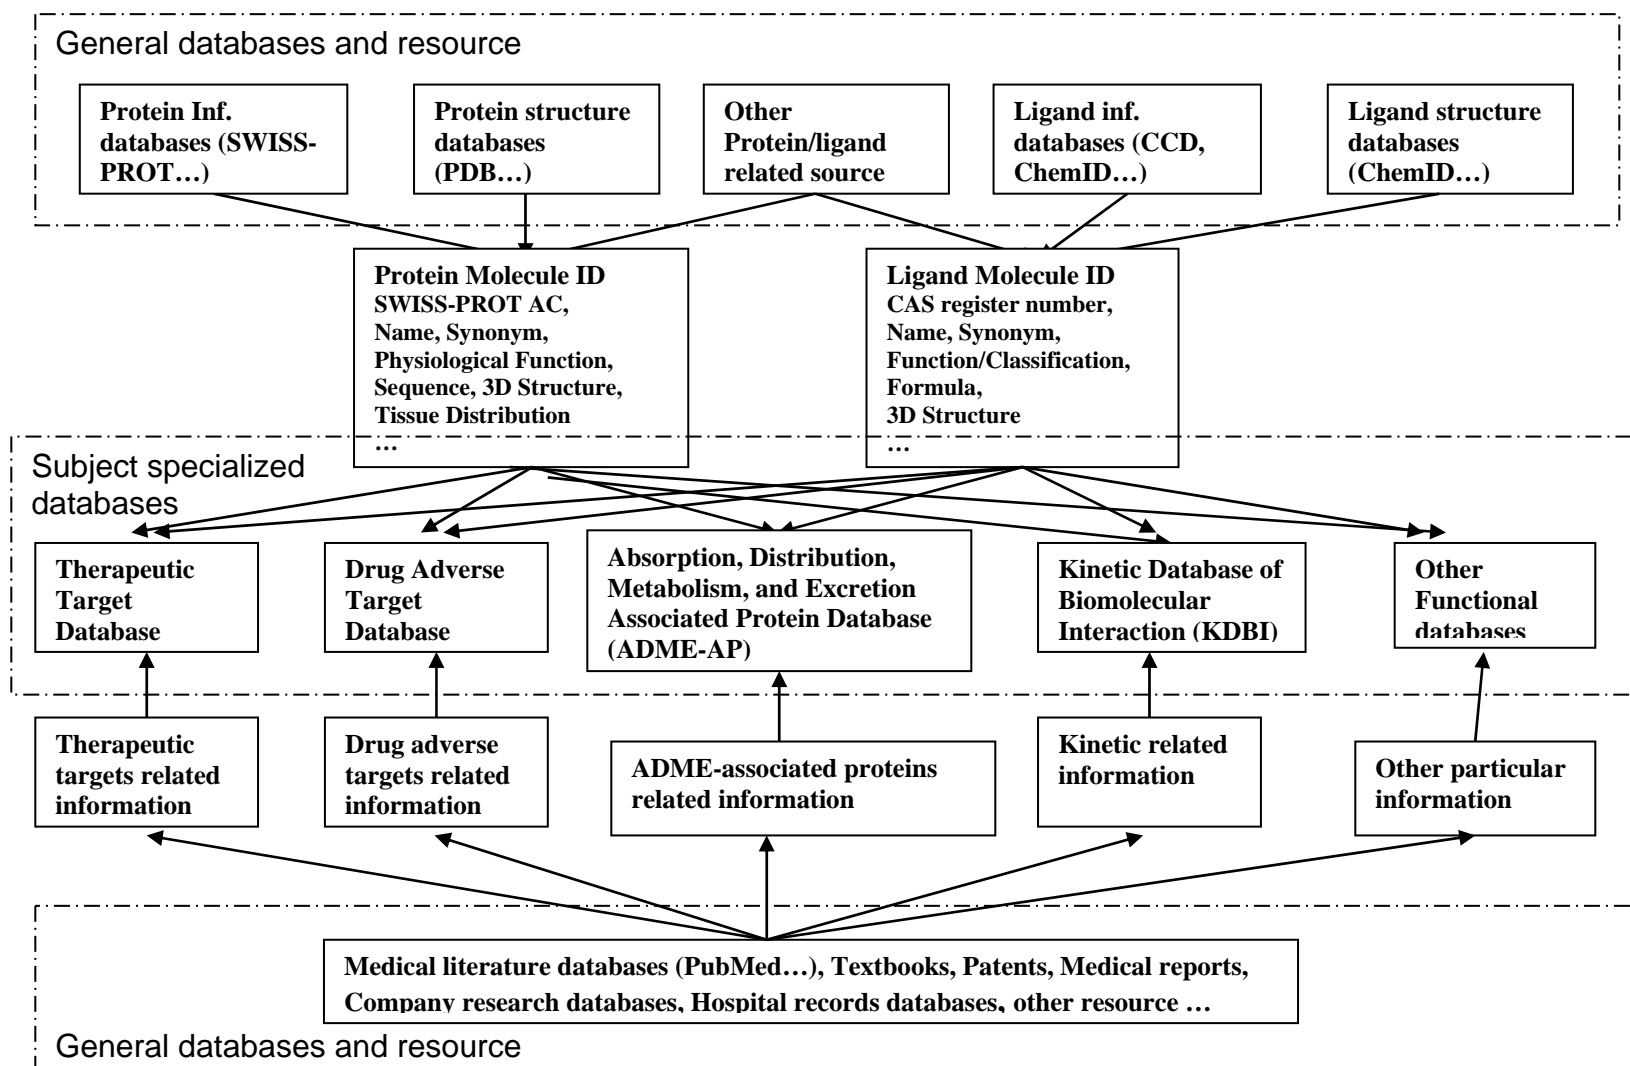 General databases and resource
Protein Inf.
databases (SWISS-
PROT…)
Protein structure
databases
(PDB…)
Other
Protein/ligand
related source
Ligand inf.
databases (CCD,
ChemID…)
Ligand structure
databases
(ChemID…)
Protein Molecule ID
SWISS-PROT AC,
Name, Synonym,
Physiological Function,
Sequence, 3D Structure,
Tissue Distribution
…
Ligand Molecule ID
CAS register number,
Name, Synonym,
Function/Classification,
Formula,
3D Structure
…
Subject specialized
databases
Therapeutic
Target
Database
Drug Adverse
Target
Database
Absorption, Distribution,
Metabolism, and Excretion
Associated Protein Database
(ADME-AP)
Kinetic Database of
Biomolecular
Interaction (KDBI)
Other
Functional
databases
Therapeutic
targets related
information
Drug adverse
targets related
information
ADME-associated proteins
related information
Kinetic related
information
Other particular
information
Medical literature databases (PubMed…), Textbooks, Patents, Medical reports,
Company research databases, Hospital records databases, other resource …
General databases and resource